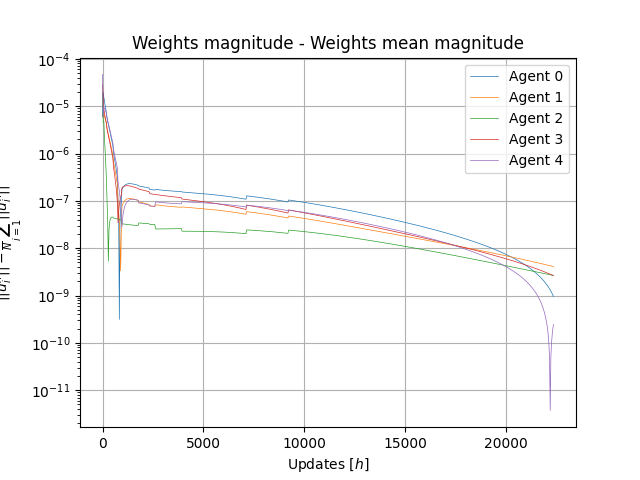 Weights magnitude - Weights mean magnitude
10⁻⁴
10⁻⁵
10⁻⁶
10⁻⁷
10⁻⁸
10⁻⁹
10⁻¹⁰
10⁻¹¹
Agent 0
Agent 1
Agent 2
Agent 3
Agent 4
0
5000
10000
15000
20000
Updates [h]